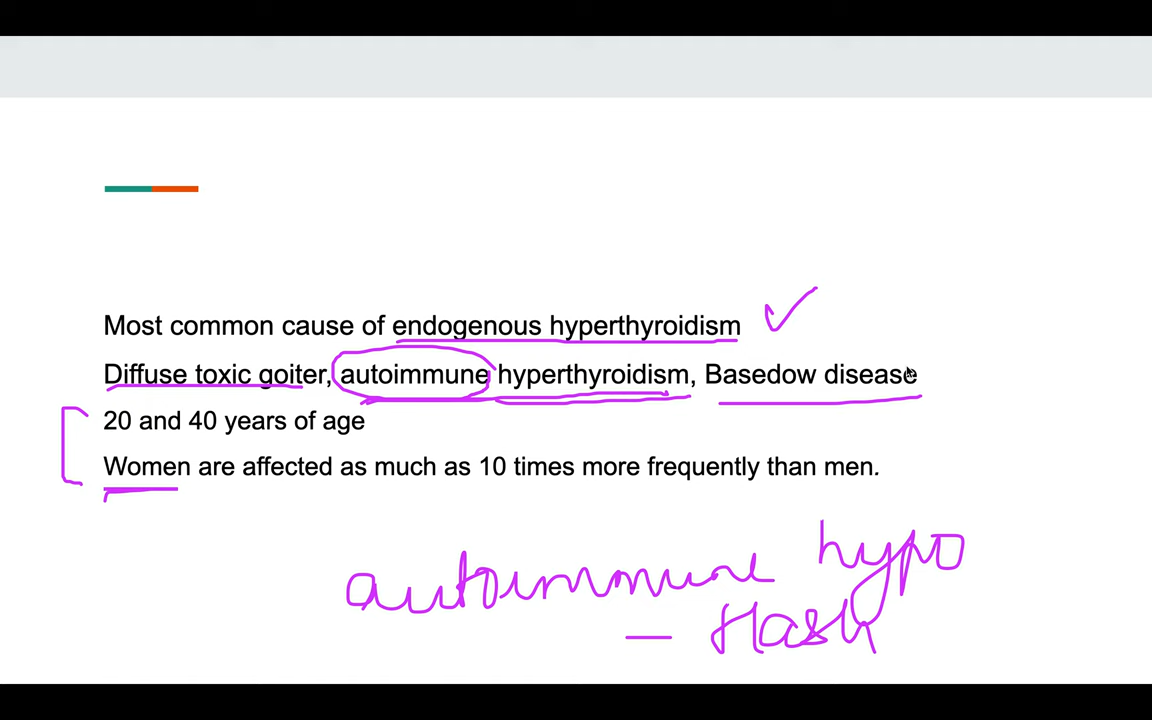 Most common cause of endogenous hyperthyroidism
Diffuse toxic goiter, autoimmune hyperthyroidism, Basedow disease
20 and 40 years of age
Women are affected as much as 10 times more frequently than men.
autoimmune hypo
– Hash